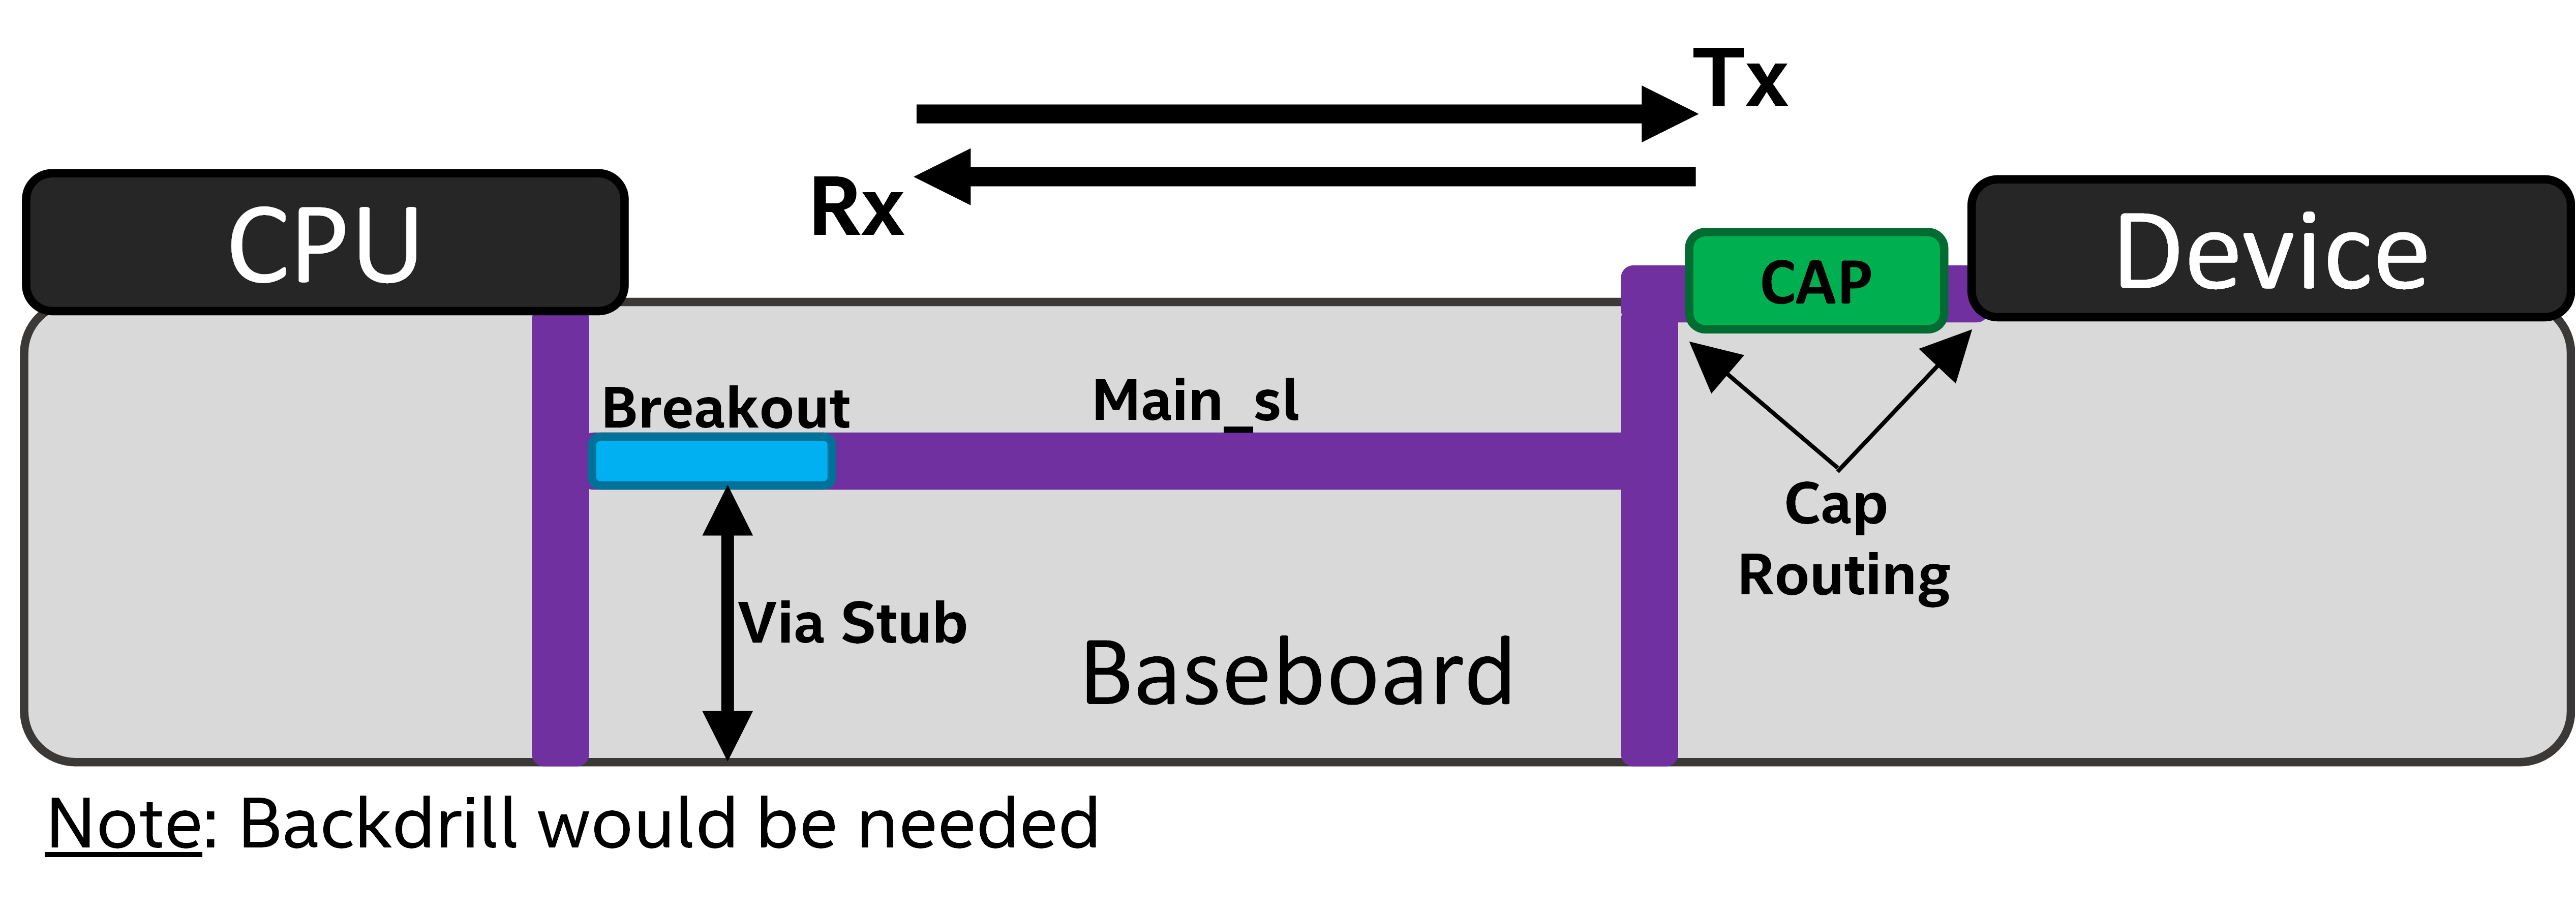 Tx
Rx
CPU
CAP
Device
Breakout
Main_sl
Cap
Routing
Via Stub
Baseboard
Note: Backdrill would be needed